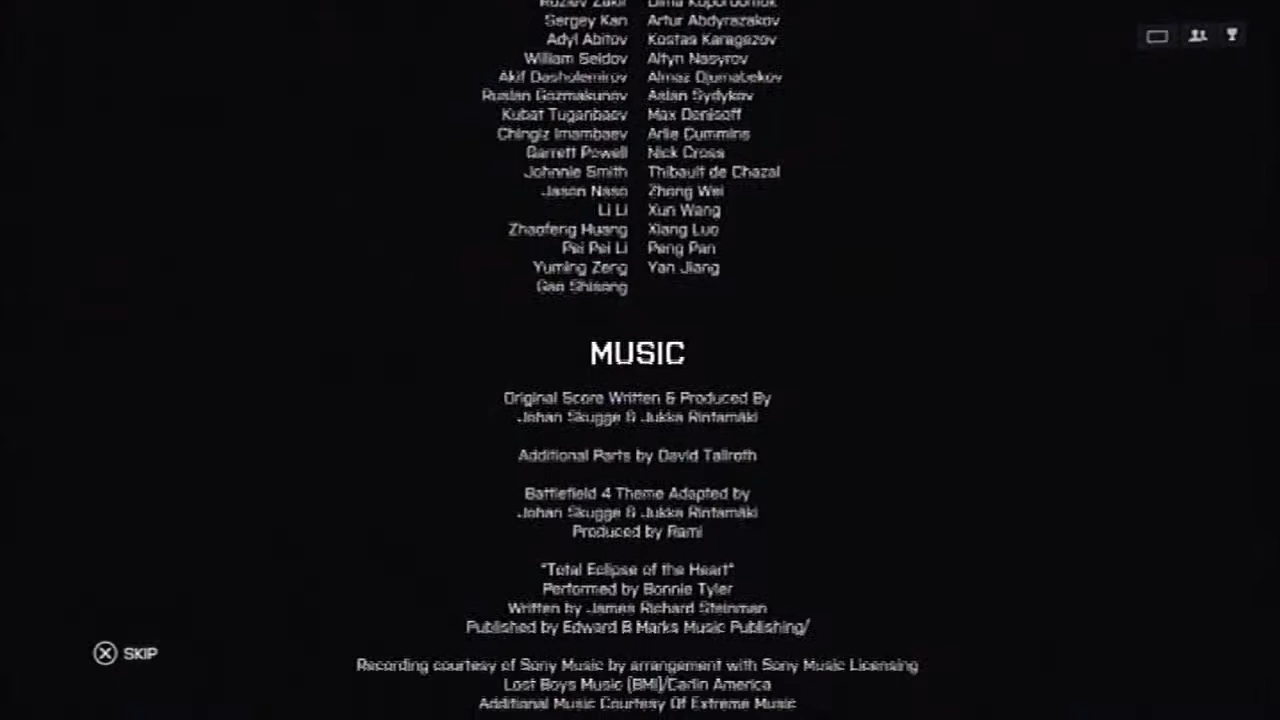 Sergey Kan Artur Abdyrazakov
Adyl Abitov Kostas Karagezov
William Seidov Altyn Nasyrov
Akif Dasholemirov Almaz Djumabekov
Ruslan Gozmakunov Aslan Sydykov
Kubat Tuganbaev Max Denisoff
Chingiz Imambaev Arlie Cummins
Garrett Powell Nick Cross
Johnnie Smith Thibault de Chazal
Jason Naso Zhong Wei
Li Li Xun Wang
Zhaofeng Huang Xiang Luo
Pei Pei Li Peng Pan
Yuming Zeng Yan Jiang
Gan Shisang
MUSIC
Original Score Written & Produced By
Johan Skugge & Jukka Rintamäki
Additional Parts by David Tallroth
Battlefield 4 Theme Adapted by
Johan Skugge & Jukka Rintamäki
Produced by Rami
"Total Eclipse of the Heart"
Performed by Bonnie Tyler
Written by James Richard Steinman
Published by Edward B Marks Music Publishing/
SKIP
Recording courtesy of Sony Music by arrangement with Sony Music Licensing
Lost Boys Music (BMI)/Carlin America
Additional Music Courtesy Of Extreme Music